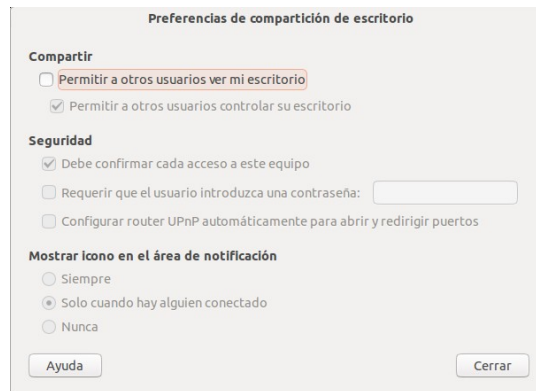 Preferencias de compartición de escritorio
Compartir
Permitir a otros usuarios ver mi escritorio
Permitir a otros usuarios controlar su escritorio
Seguridad
Debe confirmar cada acceso a este equipo
Requerir que el usuario introduzca una contraseña:
Configurar router UPnP automáticamente para abrir y redirigir puertos
Mostrar icono en el área de notificación
Siempre
Solo cuando hay alguien conectado
Nunca
Ayuda Cerrar